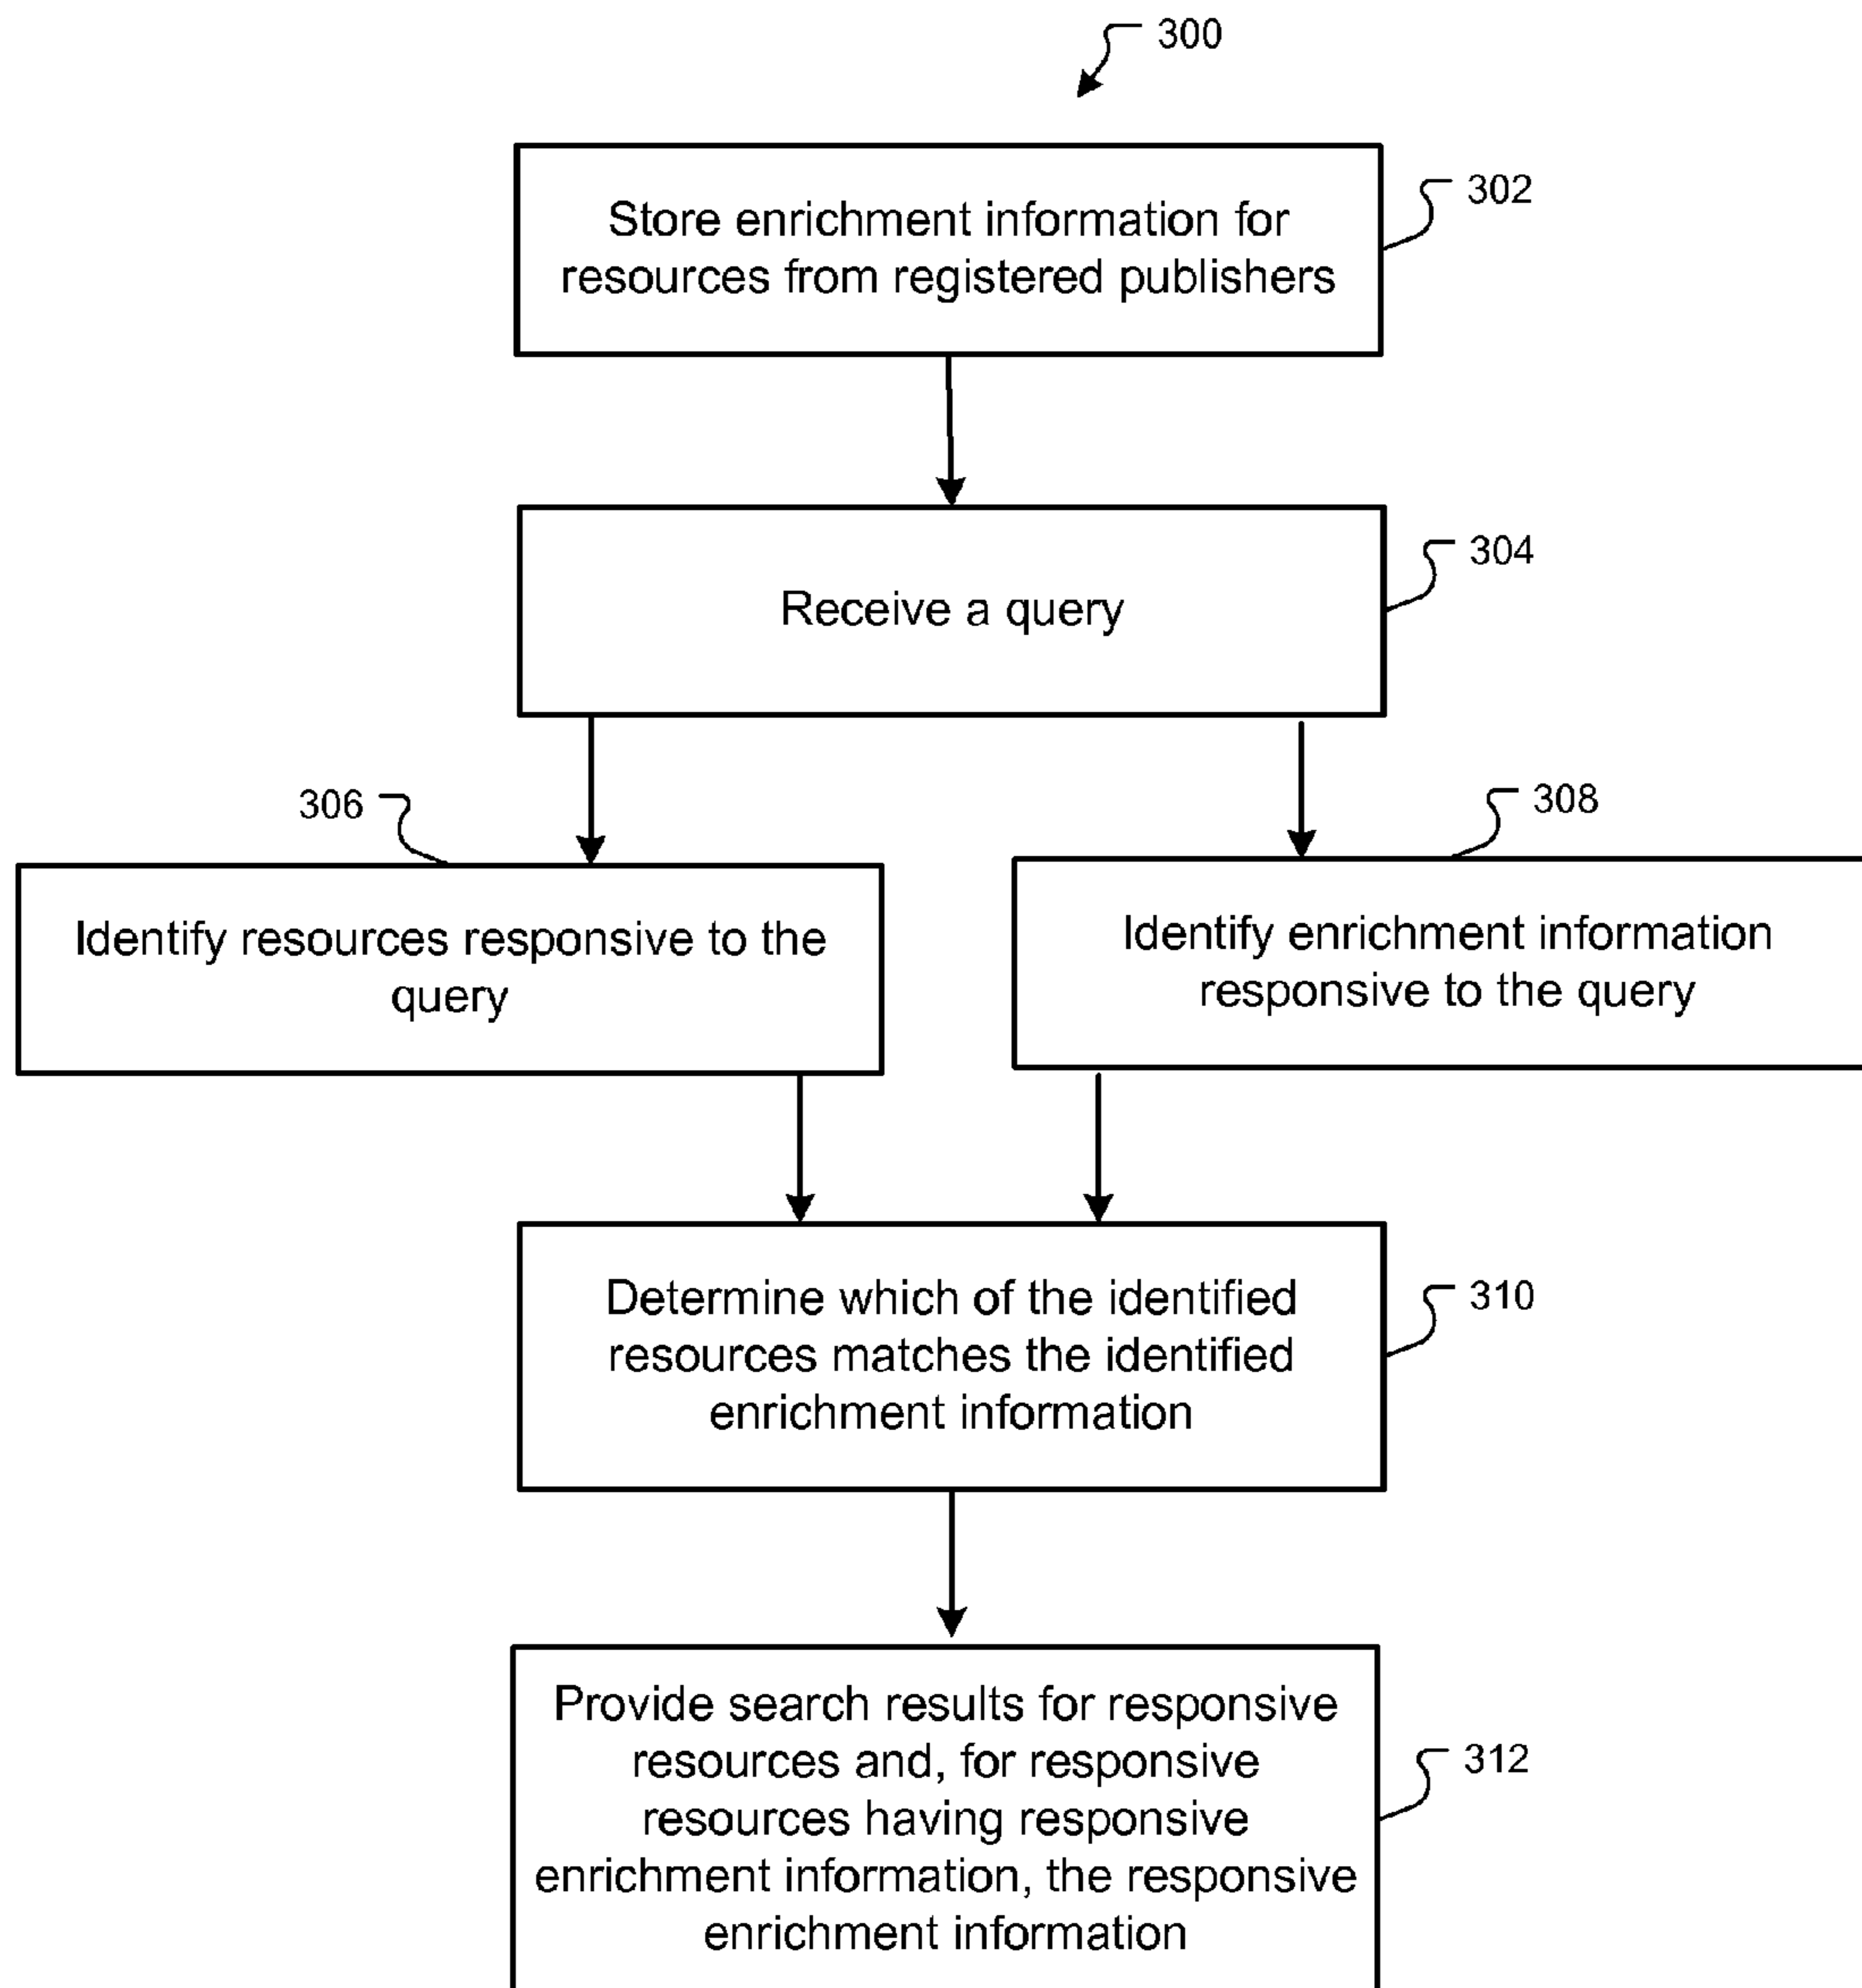 300
Store enrichment information for
resources from registered publishers
302
Receive a query
304
306
308
Identify resources responsive to the
query
Identify enrichment information
responsive to the query
Determine which of the identified
resources matches the identified
enrichment information
310
Provide search results for responsive
resources and, for responsive
resources having responsive
enrichment information, the responsive
enrichment information
312